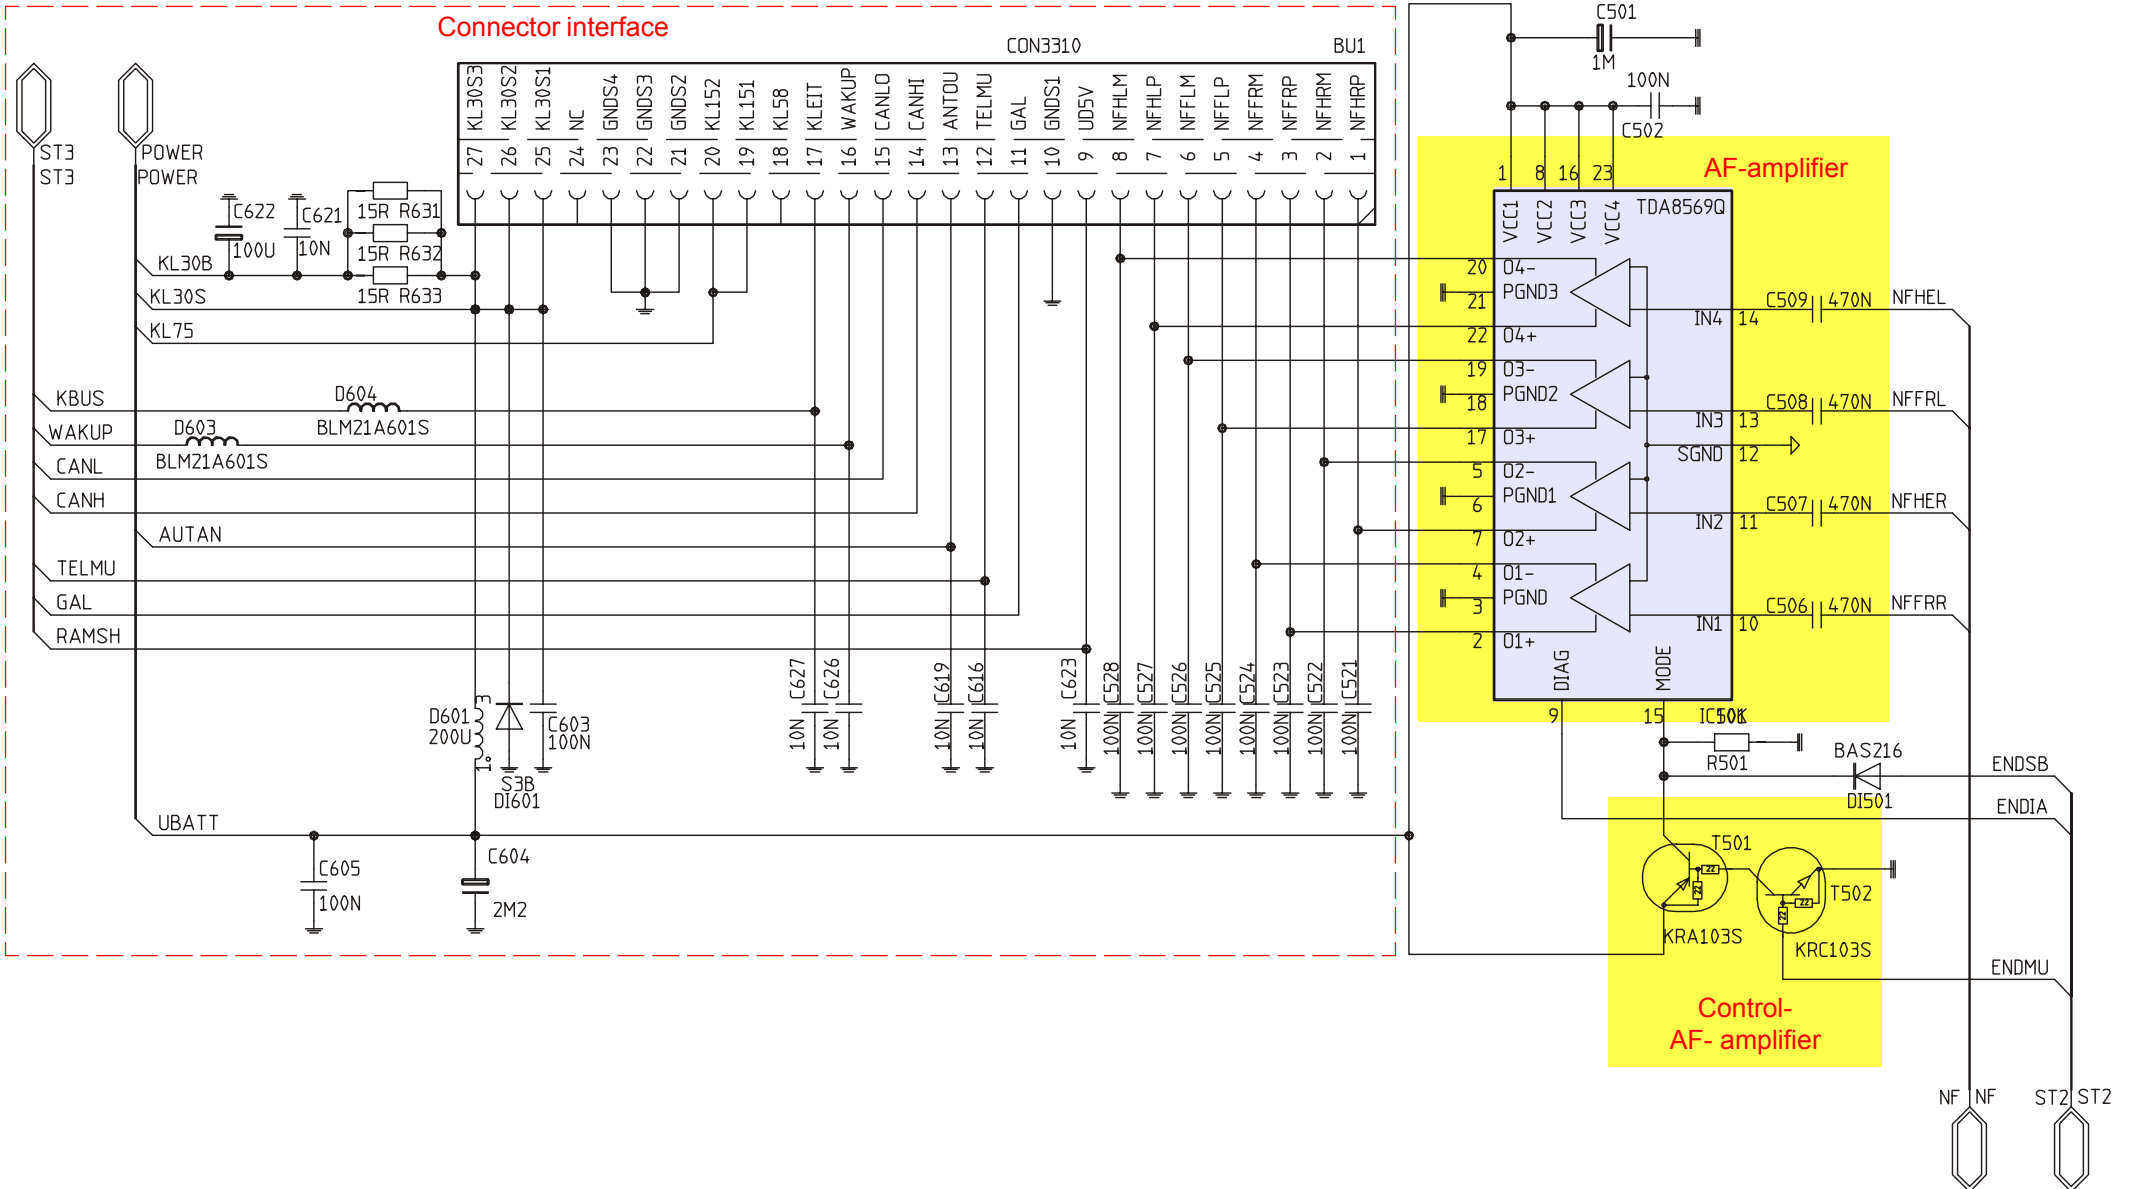 Connector interface
CON3310
BU1
KL30S3
KL30S2
KL30S1
NC
GNDS4
GNDS3
GNDS2
KL152
KL151
KL58
KLEIT
WAKUP
CANLO
CANHI
ANTOU
TELMU
GAL
GNDS1
UD5V
NFHLM
NFHLP
NFFLM
NFFLP
NFFRM
NFFRP
NFHRM
NFHRP
27 26 25 24 23 22 21 20 19 18 17 16 15 14 13 12 11 10 9 8 7 6 5 4 3 2 1
ST3
ST3
POWER
POWER
C622
100U
C621
10N
15R R631
15R R632
15R R633
KL30B
KL30S
KL75
KBUS
D604
BLM21A601S
WAKUP
D603
BLM21A601S
CANL
CANH
AUTAN
TELMU
GAL
RAMSH
D601
200U
3
1
S3B
DI601
C603
100N
C627
10N
C626
10N
C619
10N
C616
10N
C623
10N
C528
100N
C527
100N
C526
100N
C525
100N
C524
100N
C523
100N
C522
100N
C521
100N
UBATT
C605
100N
C604
2M2
C501
1M
100N
C502
AF-amplifier
1 8 16 23
TDA8569Q
VCC1
VCC2
VCC3
VCC4
20 O4-
21 PGND3
22 O4+
19 O3-
18 PGND2
17 O3+
5 O2-
6 PGND1
7 O2+
4 O1-
3 PGND
2 O1+
IN4 14
C509 470N NFHEL
IN3 13
C508 470N NFFRL
SGND 12
IN2 11
C507 470N NFHER
IN1 10
C506 470N NFFRR
DIAG
MODE
9
15
R501
BAS216
DI501
ENDSB
ENDIA
T501
22
22
KRA103S
T502
22
22
KRC103S
ENDMU
Control-
AF- amplifier
NF NF
ST2 ST2